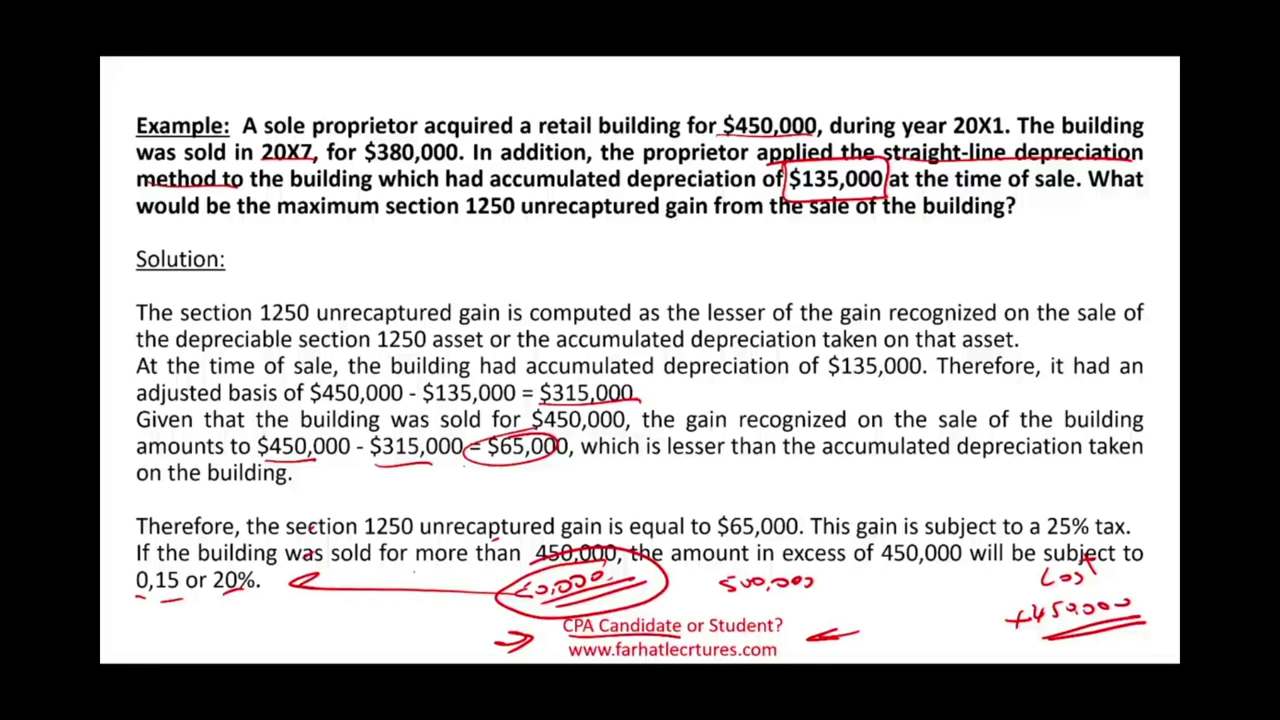 Example: A sole proprietor acquired a retail building for $450,000, during year 20X1. The building
was sold in 20X7, for $380,000. In addition, the proprietor applied the straight-line depreciation
method to the building which had accumulated depreciation of $135,000 at the time of sale. What
would be the maximum section 1250 unrecaptured gain from the sale of the building?
Solution:
The section 1250 unrecaptured gain is computed as the lesser of the gain recognized on the sale of
the depreciable section 1250 asset or the accumulated depreciation taken on that asset.
At the time of sale, the building had accumulated depreciation of $135,000. Therefore, it had an
adjusted basis of $450,000 - $135,000 = $315,000.
Given that the building was sold for $450,000, the gain recognized on the sale of the building
amounts to $450,000 - $315,000 = $65,000, which is lesser than the accumulated depreciation taken
on the building.
Therefore, the section 1250 unrecaptured gain is equal to $65,000. This gain is subject to a 25% tax.
If the building was sold for more than 450,000, the amount in excess of 450,000 will be subject to
0,15 or 20%.
500,000
Cost
450,000
CPA Candidate or Student?
www.farhatlecrtures.com